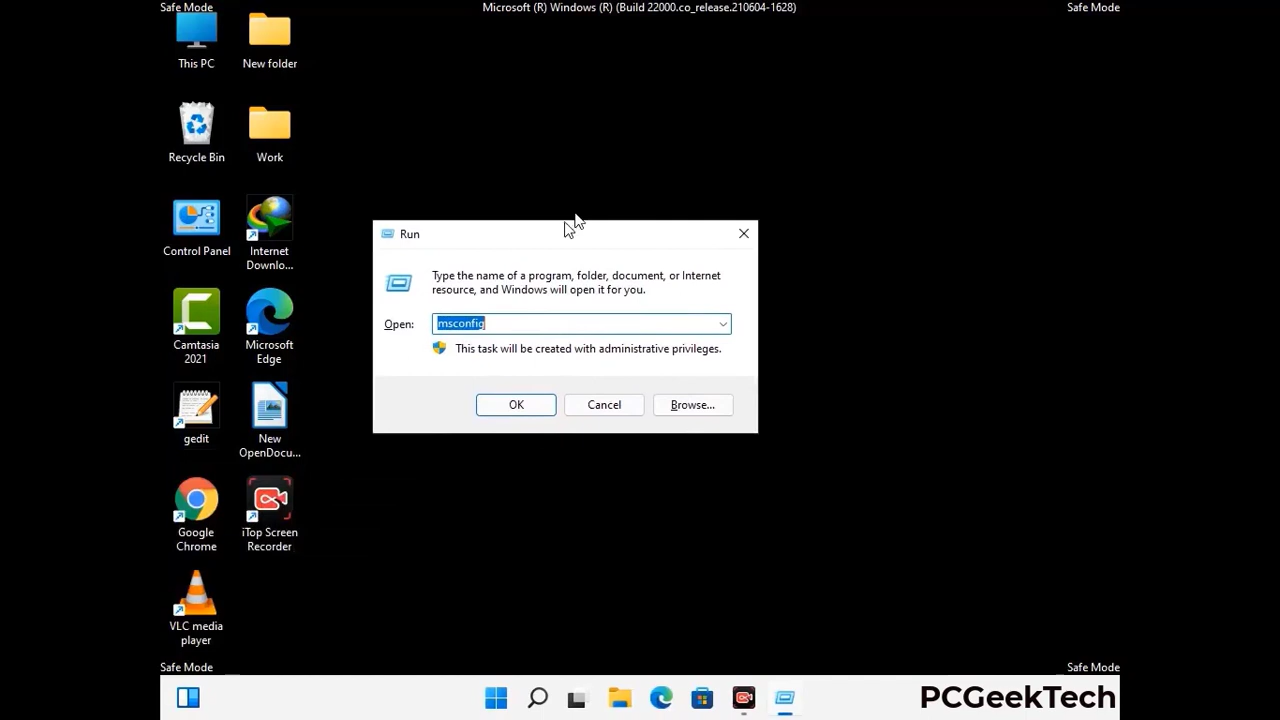 Safe Mode
Microsoft (R) Windows (R) (Build 22000.co_release.210604-1628)
Safe Mode
This PC
New folder
Recycle Bin
Work
Control Panel
Internet
Downlo...
Camtasia
2021
Microsoft
Edge
gedit
New
OpenDocu...
Google
Chrome
iTop Screen
Recorder
VLC media
player
Run
Type the name of a program, folder, document, or Internet
resource, and Windows will open it for you.
Open:
msconfig
This task will be created with administrative privileges.
OK
Cancel
Browse...
Safe Mode
Safe Mode
PCGeekTech